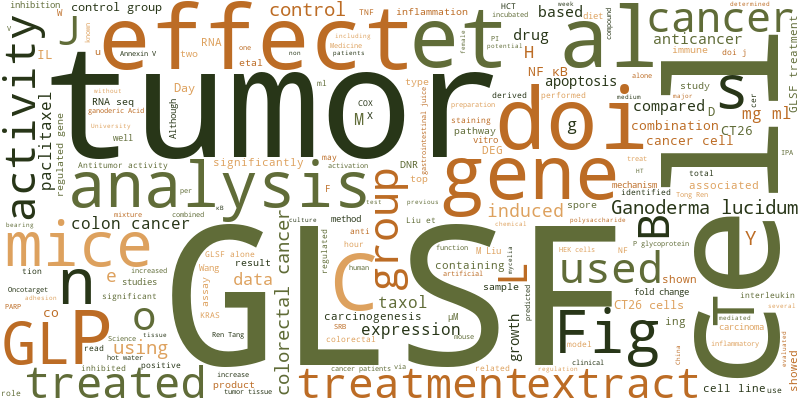 inhibition
W
control group
effect
control
TNF
inflammation
HCT
incubated
week
diet
compound
determined
v
activity
J
IL
U
RNA
two
etal
Annexin V
one
Medicine
including
patients
non
female
et
H
drug
based
PI
potential
al
cancer
anticancer
immune
doi j
II
GLSF treatment
known
tumor
cell
RNA seq
without
ganoderic Acid
University
well
Although
Day
ml
cox
M
x
type
gastrointestinal juice
NF κB
apoptosis
derived
performed
alone
medium
study
major
compared
D
s
cer
mg ml
paclitaxel
regulated gene
Antitumor activity
significantly
may
activation
DNR
pathway
staining
preparation
vitro
DEG
doi
g
combination
cancer cell
CT26
treat
mechanism
HT
identified
total
associated
Tong Ren
IPA
analysis
per
κB
F
test
top
previous
gene
induced
spore
Ganoderma lucidum
bearing
mice
colon cancer
mixture
combined
culture
method
anti
hour
human
regulated
group
Liu et
chemical
polysaccharide
B
P glycoprotein
Y
re
tion
Oncotarget
adhesion
PARP
n
e
studies
increased
significant
GLSF alone
Wang
assay
KRAS
result
data
colorectal cancer
GLSF
C
function
M Liu
containing
artificial
mycelia
L
sample
predicted
HEK cells
NF
used
shown
fold change
CT26 cells
interleukin
several
mediated
carcinoma
inflammatory
GLP
co
o
tissue
Science
read
using
hot water
inhibited
positive
Ren Tang
carcinogenesis
SRB
colorectal
taxol
μM
expression
mouse
growth
Fig
ing
model
clinical
regulation
China
evaluated
showed
role
treated
increase
product
tumor tissue
cancer patients
via
related
treatment
extract
cell line
use